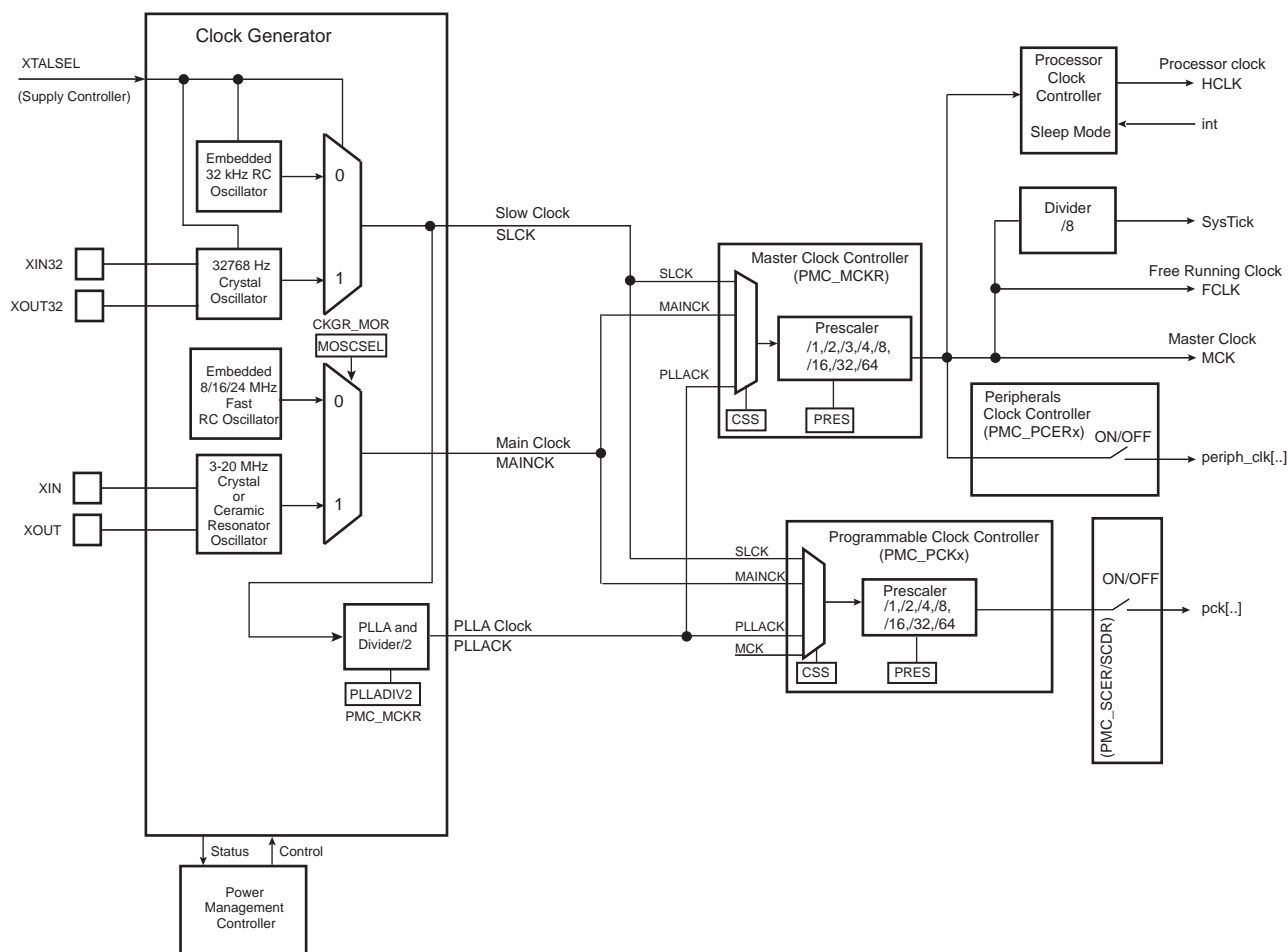 Clock Generator
XTALSEL
(Supply Controller)
Embedded
32 kHz RC
Oscillator
0
XIN32
XOUT32
32768 Hz
Crystal
Oscillator
1
Slow Clock
SLCK
CKGR_MOR
MOSCSEL
Embedded
8/16/24 MHz
Fast
RC Oscillator
0
XIN
XOUT
3-20 MHz
Crystal
or
Ceramic
Resonator
Oscillator
1
Main Clock
MAINCK
PLLA and
Divider/2
PLLADIV2
PMC_MCKR
PLLA Clock
PLLACK
Status
Control
Power
Management
Controller
Master Clock Controller
(PMC_MCKR)
SLCK
MAINCK
PLLACK
Prescaler
/1,/2,/3,/4,/8,
/16,/32,/64
CSS
PRES
Processor
Clock
Controller
Sleep Mode
Processor clock
HCLK
int
Divider
/8
SysTick
Free Running Clock
FCLK
Master Clock
MCK
Peripherals
Clock Controller
(PMC_PCERx)
ON/OFF
periph_clk[..]
Programmable Clock Controller
(PMC_PCKx)
SLCK
MAINCK
PLLACK
MCK
Prescaler
/1,/2,/4,/8,
/16,/32,/64
CSS
PRES
ON/OFF
pck[..]
(PMC_SCER/SCDR)